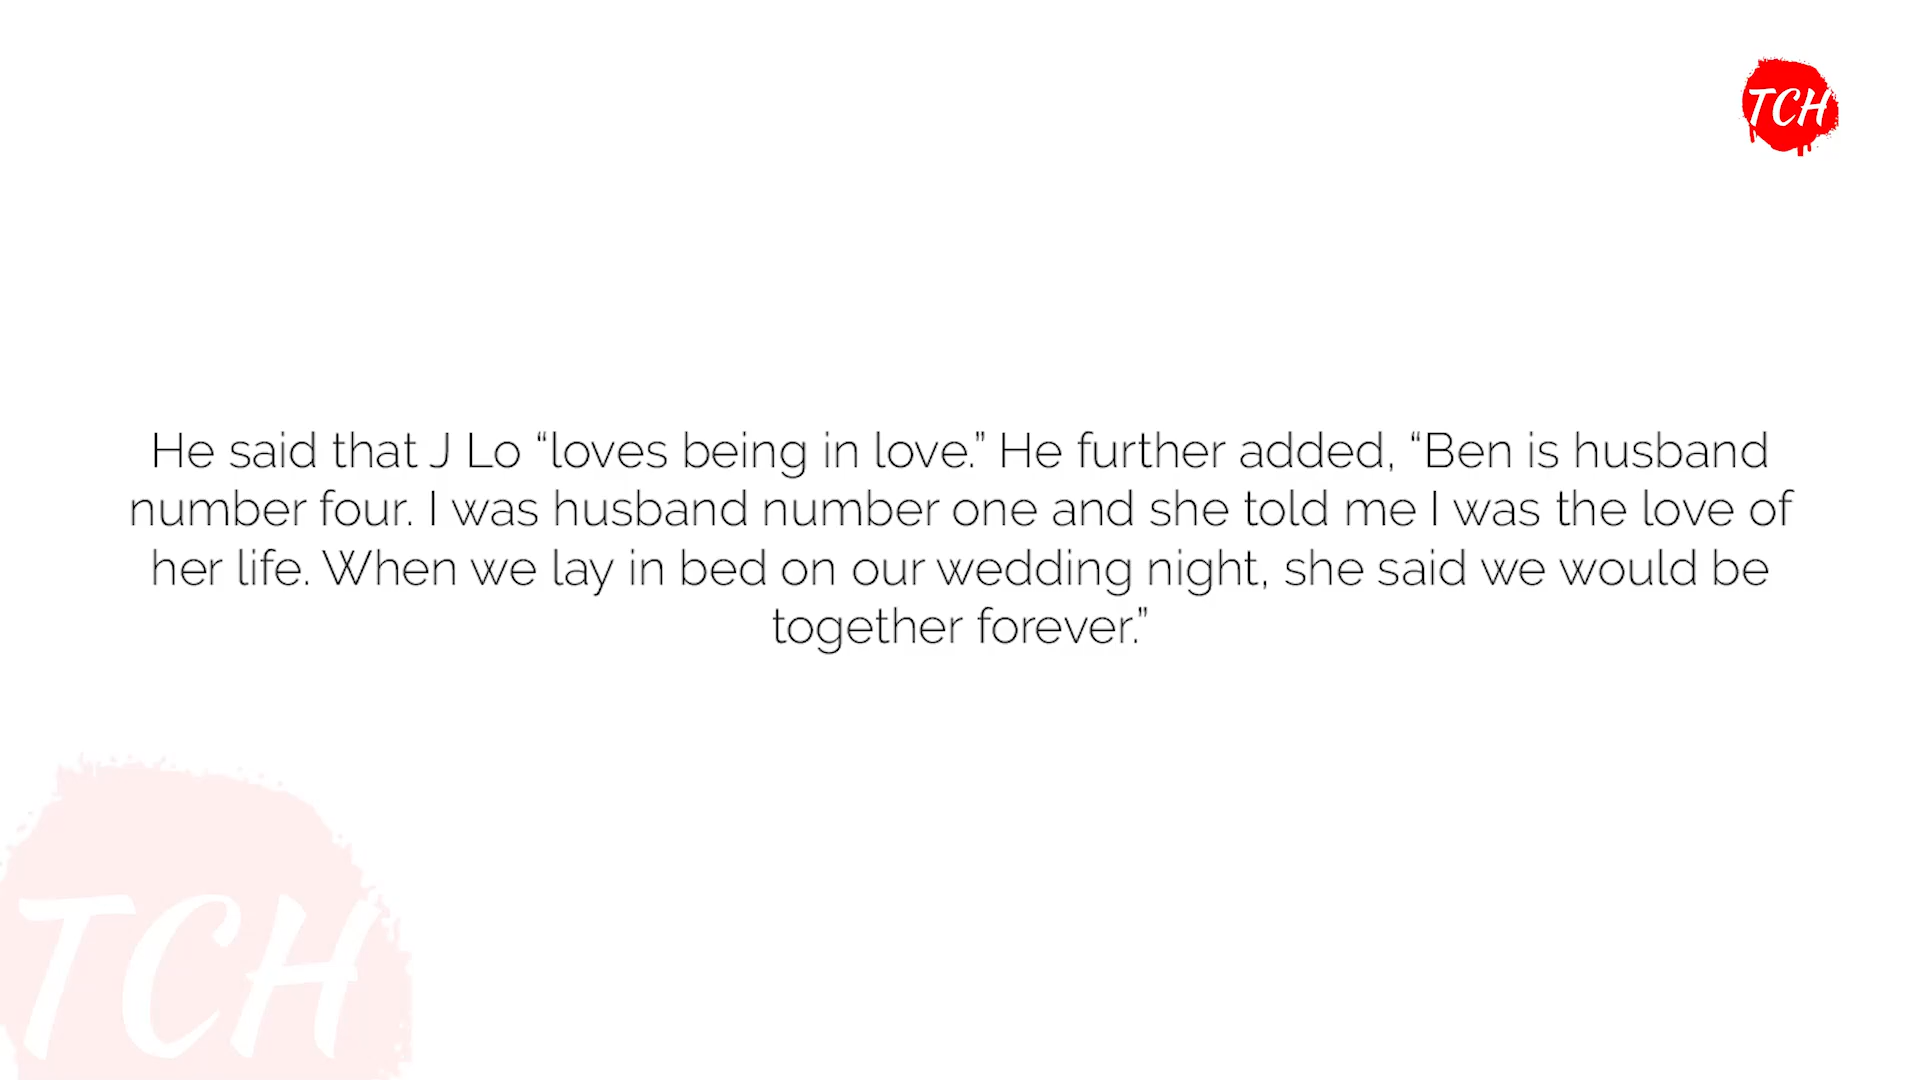 TCH
He said that J Lo “loves being in love.” He further added, “Ben is husband
number four. I was husband number one and she told me I was the love of
her life. When we lay in bed on our wedding night, she said we would be
together forever.”
TCH